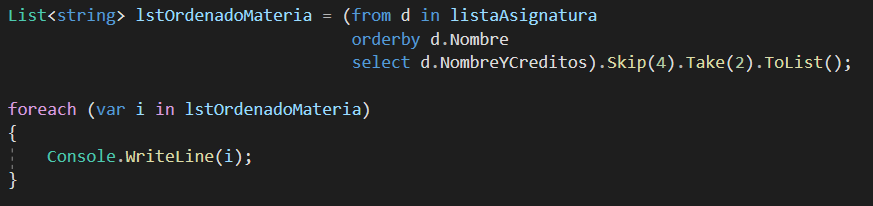 List<string> lstOrdenadoMateria = (from d in listaAsignatura
orderby d.Nombre
select d.NombreYCreditos).Skip(4).Take(2).ToList();
foreach (var i in lstOrdenadoMateria)
{
Console.WriteLine(i);
}